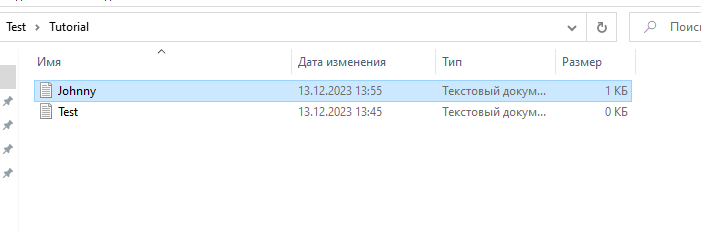 Test > Tutorial Поис
Имя Дата изменения Тип Размер
Johnny 13.12.2023 13:55 Текстовый докум... 1 КБ
Test 13.12.2023 13:45 Текстовый докум... 0 КБ